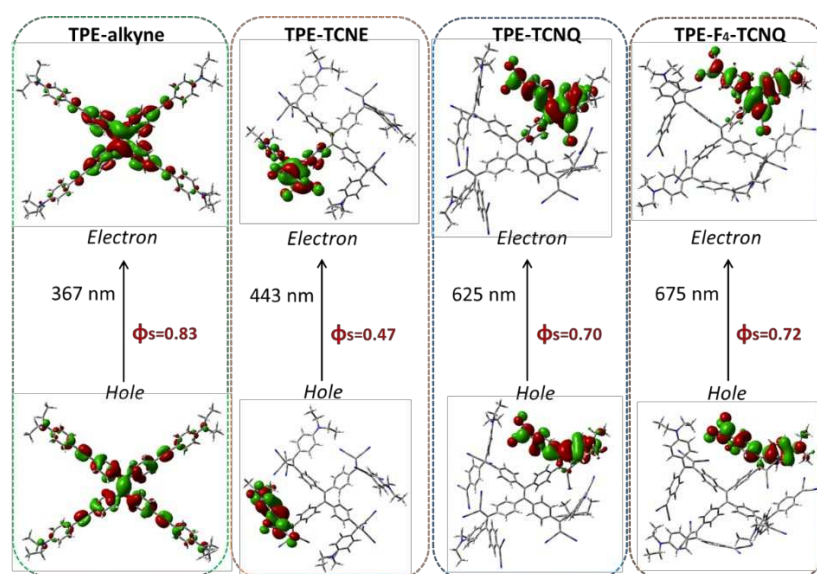 TPE-alkyne
TPE-TCNE
TPE-TCNQ
TPE-F₄-TCNQ
Electron
Electron
Electron
Electron
367 nm
443 nm
625 nm
675 nm
ϕs=0.83
ϕs=0.47
ϕs=0.70
ϕs=0.72
Hole
Hole
Hole
Hole